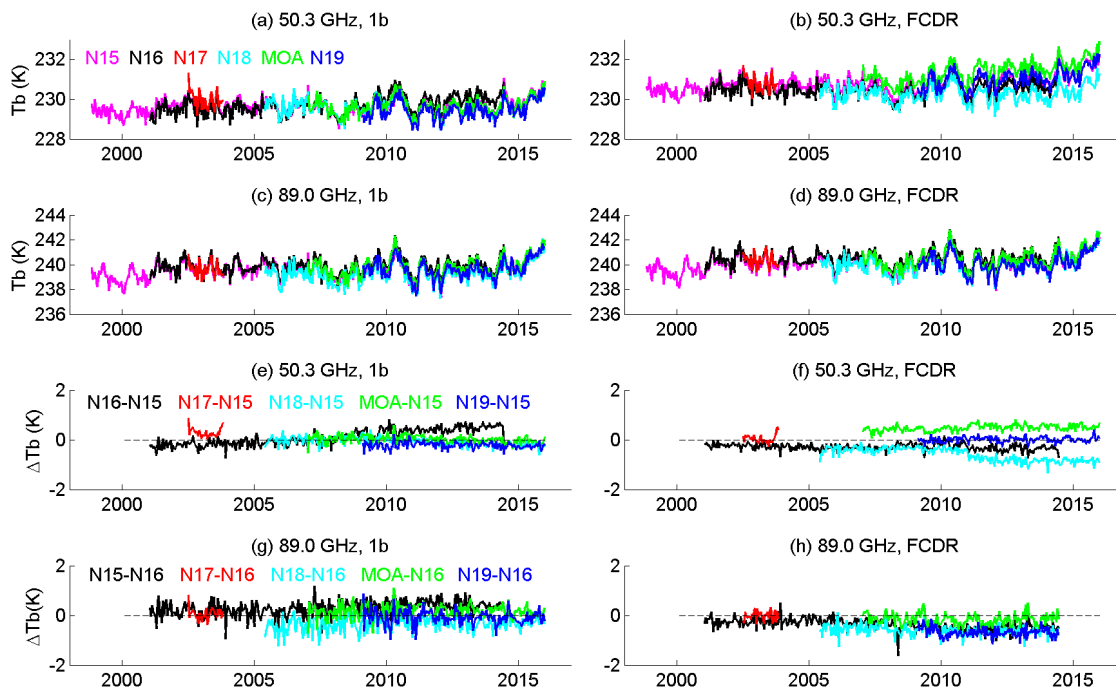 (a) 50.3 GHz, 1b
(b) 50.3 GHz, FCDR
N15 N16 N17 N18 MOA N19
Tb (K)
232
230
228
2000 2005 2010 2015
Tb (K)
232
230
228
2000 2005 2010 2015
(c) 89.0 GHz, 1b
(d) 89.0 GHz, FCDR
Tb (K)
244
242
240
238
236
2000 2005 2010 2015
Tb (K)
244
242
240
238
236
2000 2005 2010 2015
(e) 50.3 GHz, 1b
(f) 50.3 GHz, FCDR
N16-N15 N17-N15 N18-N15 MOA-N15 N19-N15
ΔTb (K)
2
0
-2
2000 2005 2010 2015
2
0
-2
2000 2005 2010 2015
(g) 89.0 GHz, 1b
(h) 89.0 GHz, FCDR
N15-N16 N17-N16 N18-N16 MOA-N16 N19-N16
ΔTb(K)
2
0
-2
2000 2005 2010 2015
2
0
-2
2000 2005 2010 2015